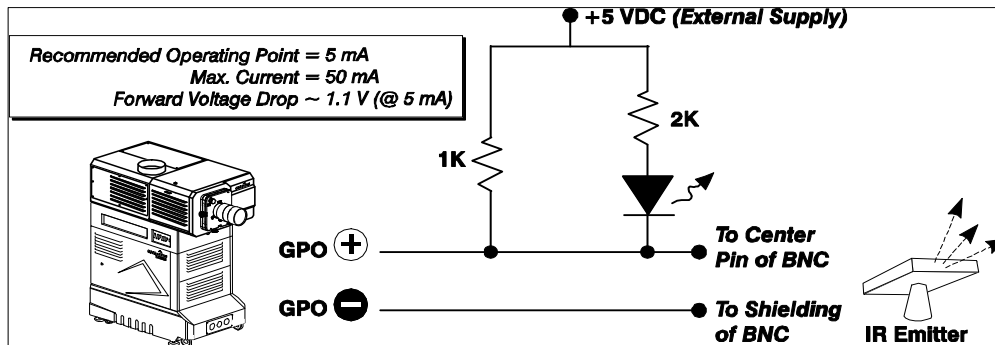 +5 VDC (External Supply)
Recommended Operating Point = 5 mA
Max. Current = 50 mA
Forward Voltage Drop ~ 1.1 V (@ 5 mA)
2K
1K
GPO +
To Center
Pin of BNC
GPO −
To Shielding
of BNC
IR Emitter